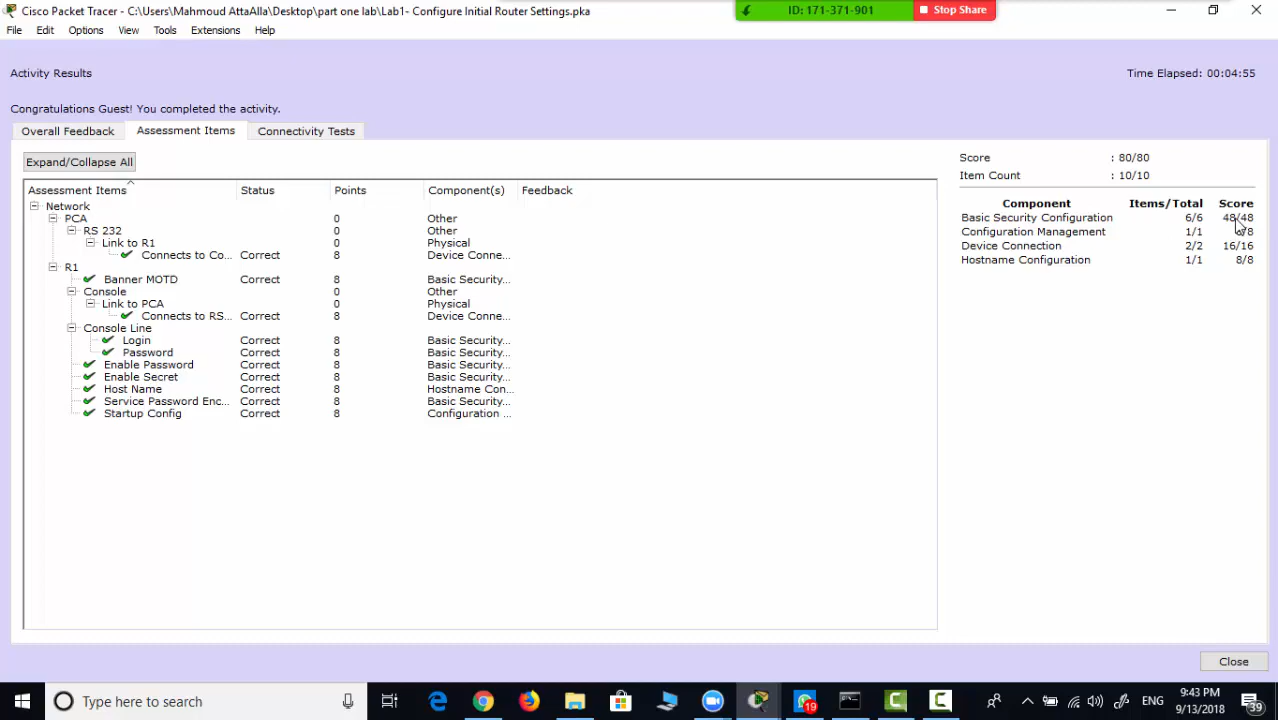 Cisco Packet Tracer - C:\Users\Mahmoud AttaAlla\Desktop\part one lab\Lab1- Configure Initial Router Settings.pka
ID: 171-371-901
Stop Share
File Edit Options View Tools Extensions Help
Activity Results
Time Elapsed: 00:04:55
Congratulations Guest! You completed the activity.
Overall Feedback Assessment Items Connectivity Tests
Expand/Collapse All
Assessment Items Status Points Component(s) Feedback
Network
PCA 0 Other
RS 232 0 Other
Link to R1 0 Physical
Connects to Co... Correct 8 Device Conne...
R1
Banner MOTD Correct 8 Basic Security...
Console 0 Other
Link to PCA 0 Physical
Connects to RS... Correct 8 Device Conne...
Console Line 0 Other
Login Correct 8 Basic Security...
Password Correct 8 Basic Security...
Enable Password Correct 8 Basic Security...
Enable Secret Correct 8 Basic Security...
Host Name Correct 8 Hostname Con...
Service Password Enc... Correct 8 Basic Security...
Startup Config Correct 8 Configuration ...
Score : 80/80
Item Count : 10/10
Component Items/Total Score
Basic Security Configuration 6/6 48/48
Configuration Management 1/1 /8
Device Connection 2/2 16/16
Hostname Configuration 1/1 8/8
Close
Type here to search
19
ENG
9:43 PM
9/13/2018
39